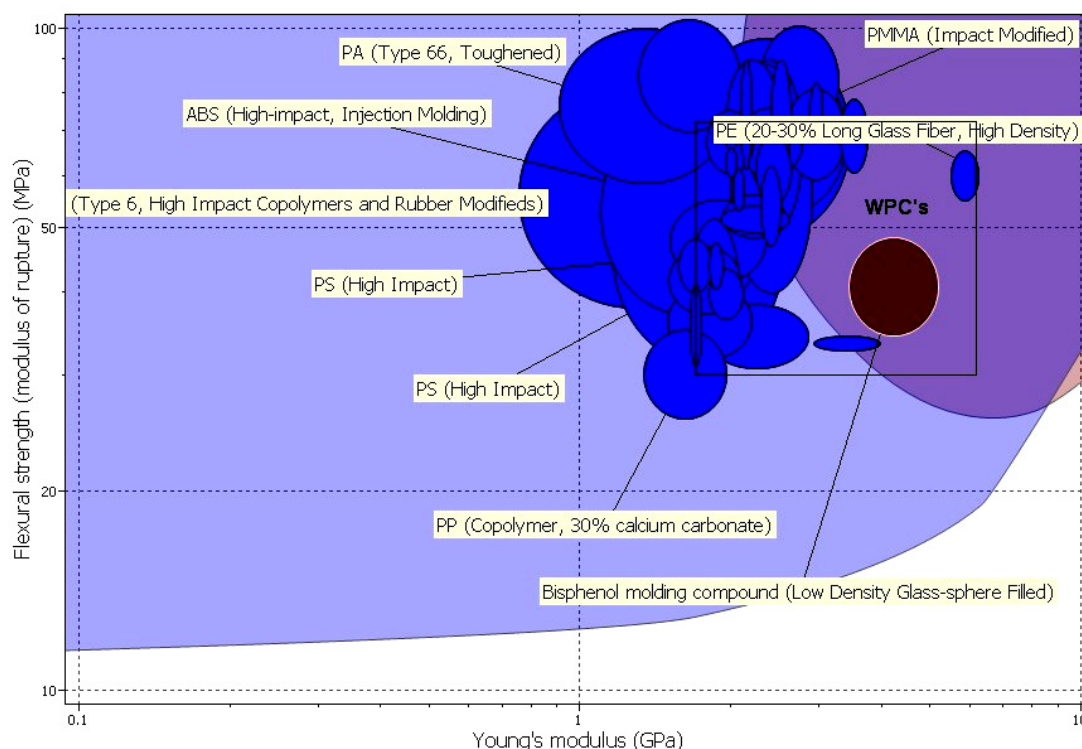 100
PMMA (Impact Modified)
PA (Type 66, Toughened)
ABS (High-impact, Injection Molding)
PE (20-30% Long Glass Fiber, High Density)
(Type 6, High Impact Copolymers and Rubber Modifieds)
WPC's
50
PS (High Impact)
PS (High Impact)
20
PP (Copolymer, 30% calcium carbonate)
Bisphenol molding compound (Low Density Glass-sphere Filled)
10
Flexural strength (modulus of rupture) (MPa)
0.1
1
10
Young's modulus (GPa)